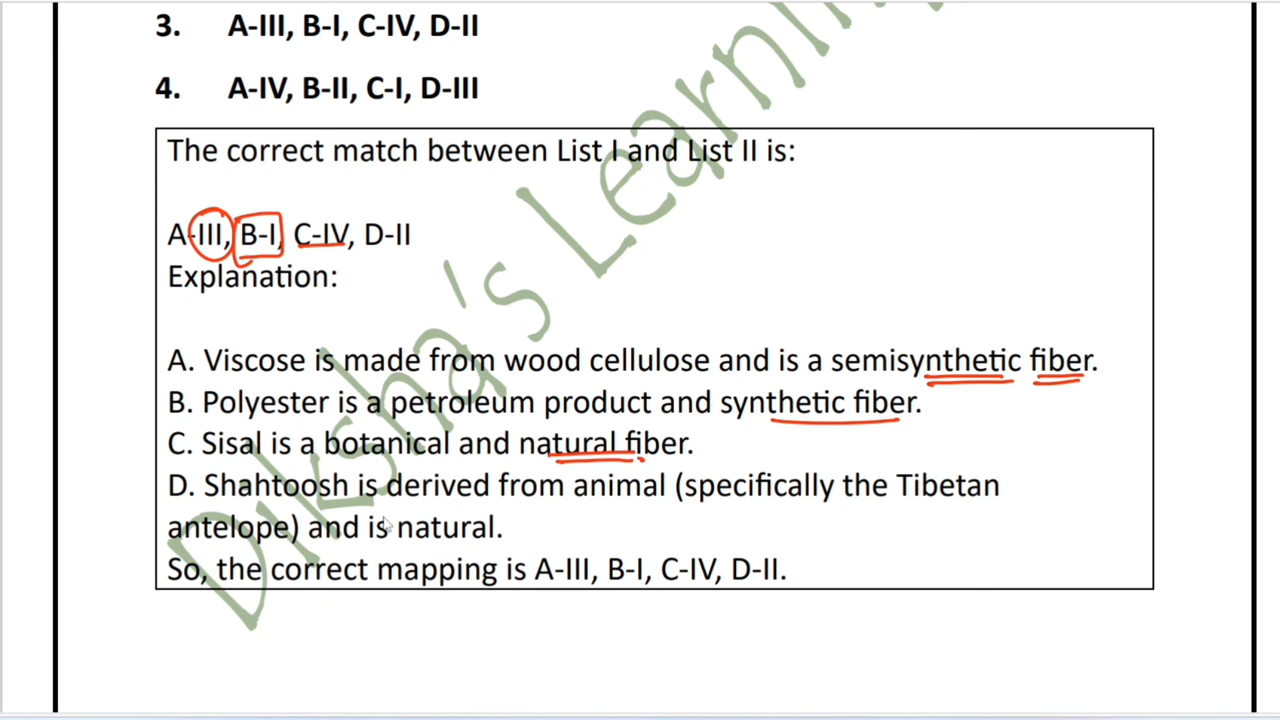 3. A-III, B-I, C-IV, D-II
4. A-IV, B-II, C-I, D-III
The correct match between List I and List II is:
A-III, B-I, C-IV, D-II
Explanation:
A. Viscose is made from wood cellulose and is a semisynthetic fiber.
B. Polyester is a petroleum product and synthetic fiber.
C. Sisal is a botanical and natural fiber.
D. Shahtoosh is derived from animal (specifically the Tibetan
antelope) and is natural.
So, the correct mapping is A-III, B-I, C-IV, D-II.
Diksha's Learni